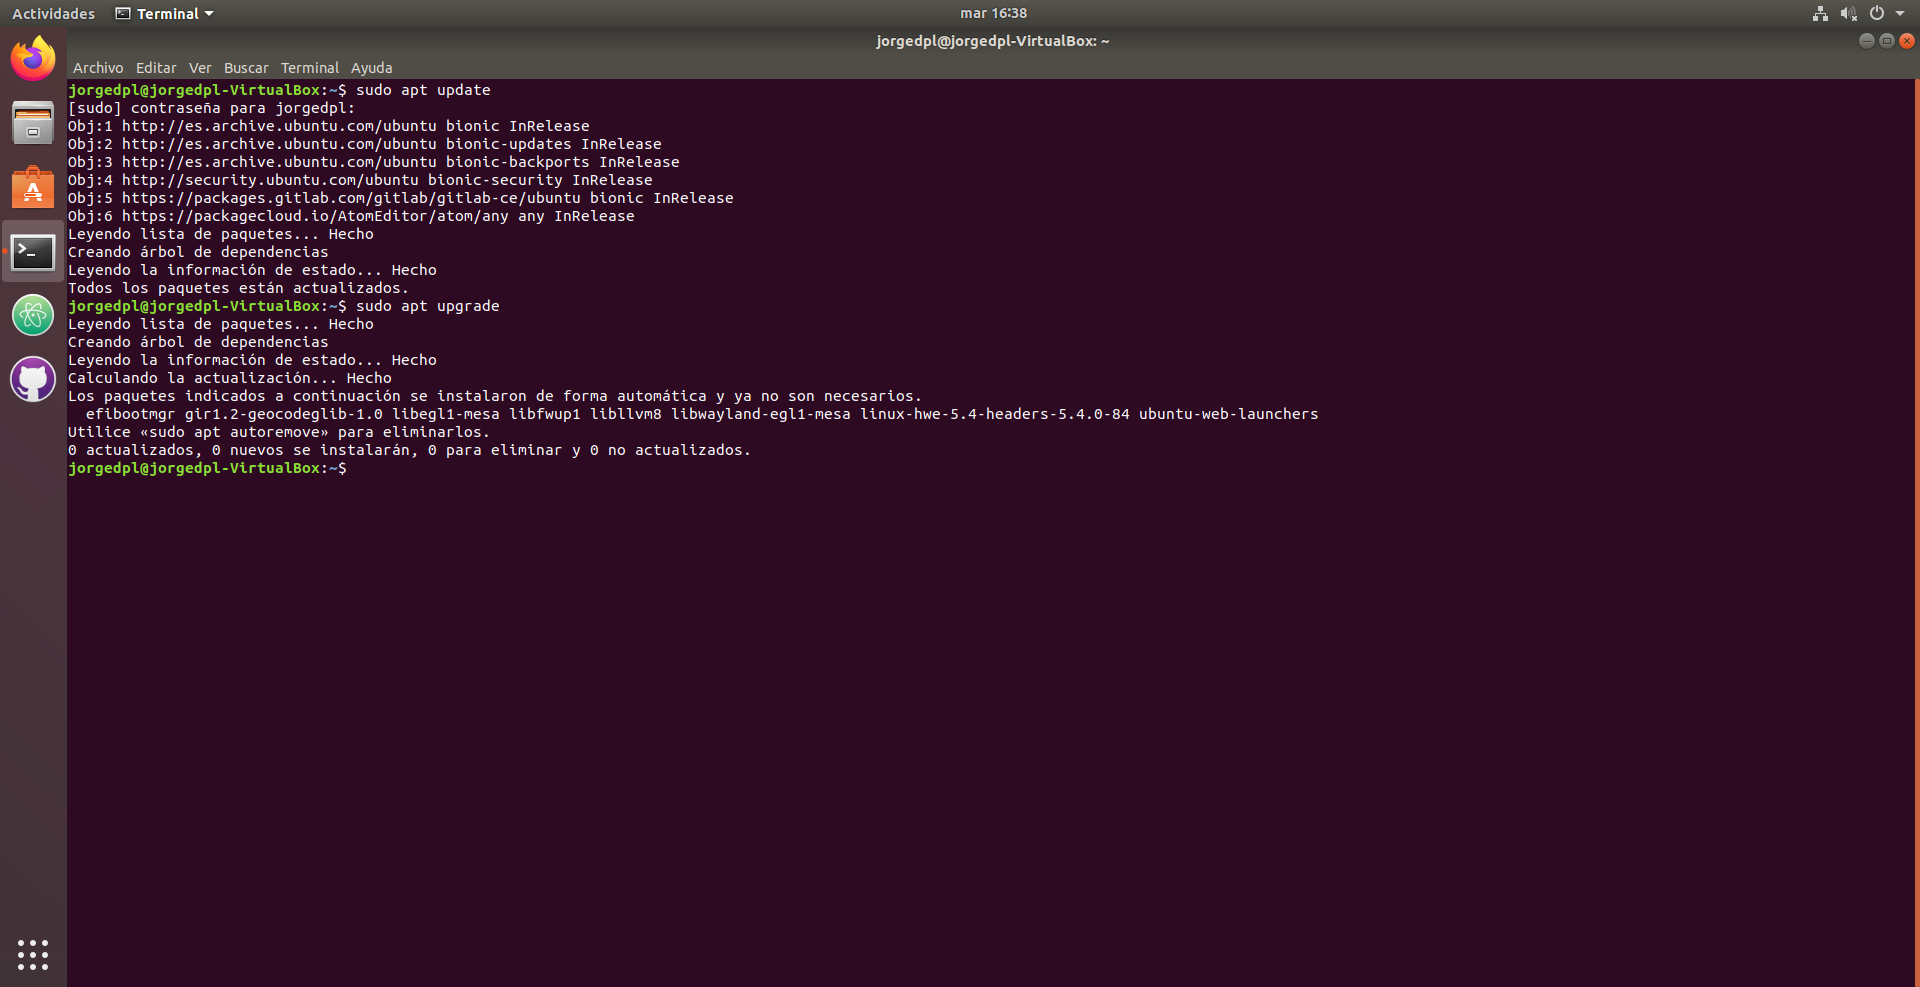 Actividades Terminal mar 16:38
jorgedpl@jorgedpl-VirtualBox: ~
Archivo Editar Ver Buscar Terminal Ayuda
jorgedpl@jorgedpl-VirtualBox:~$ sudo apt update
[sudo] contraseña para jorgedpl:
Obj:1 http://es.archive.ubuntu.com/ubuntu bionic InRelease
Obj:2 http://es.archive.ubuntu.com/ubuntu bionic-updates InRelease
Obj:3 http://es.archive.ubuntu.com/ubuntu bionic-backports InRelease
Obj:4 http://security.ubuntu.com/ubuntu bionic-security InRelease
Obj:5 https://packages.gitlab.com/gitlab/gitlab-ce/ubuntu bionic InRelease
Obj:6 https://packagecloud.io/AtomEditor/atom/any any InRelease
Leyendo lista de paquetes... Hecho
Creando árbol de dependencias
Leyendo la información de estado... Hecho
Todos los paquetes están actualizados.
jorgedpl@jorgedpl-VirtualBox:~$ sudo apt upgrade
Leyendo lista de paquetes... Hecho
Creando árbol de dependencias
Leyendo la información de estado... Hecho
Calculando la actualización... Hecho
Los paquetes indicados a continuación se instalaron de forma automática y ya no son necesarios.
  efibootmgr gir1.2-geocodeglib-1.0 libegl1-mesa libfwup1 libllvm8 libwayland-egl1-mesa linux-hwe-5.4-headers-5.4.0-84 ubuntu-web-launchers
Utilice «sudo apt autoremove» para eliminarlos.
0 actualizados, 0 nuevos se instalarán, 0 para eliminar y 0 no actualizados.
jorgedpl@jorgedpl-VirtualBox:~$